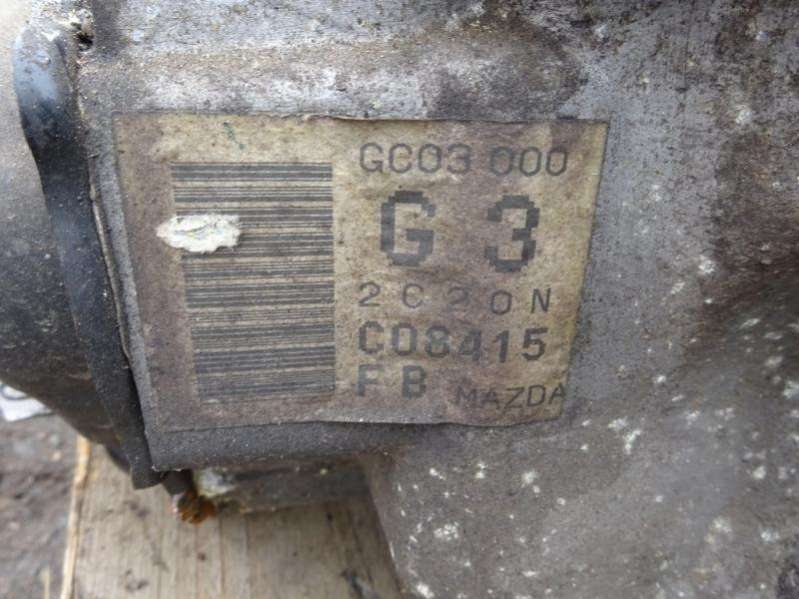 GC03 000
G 3
2C20N
C08415
FB MAZDA